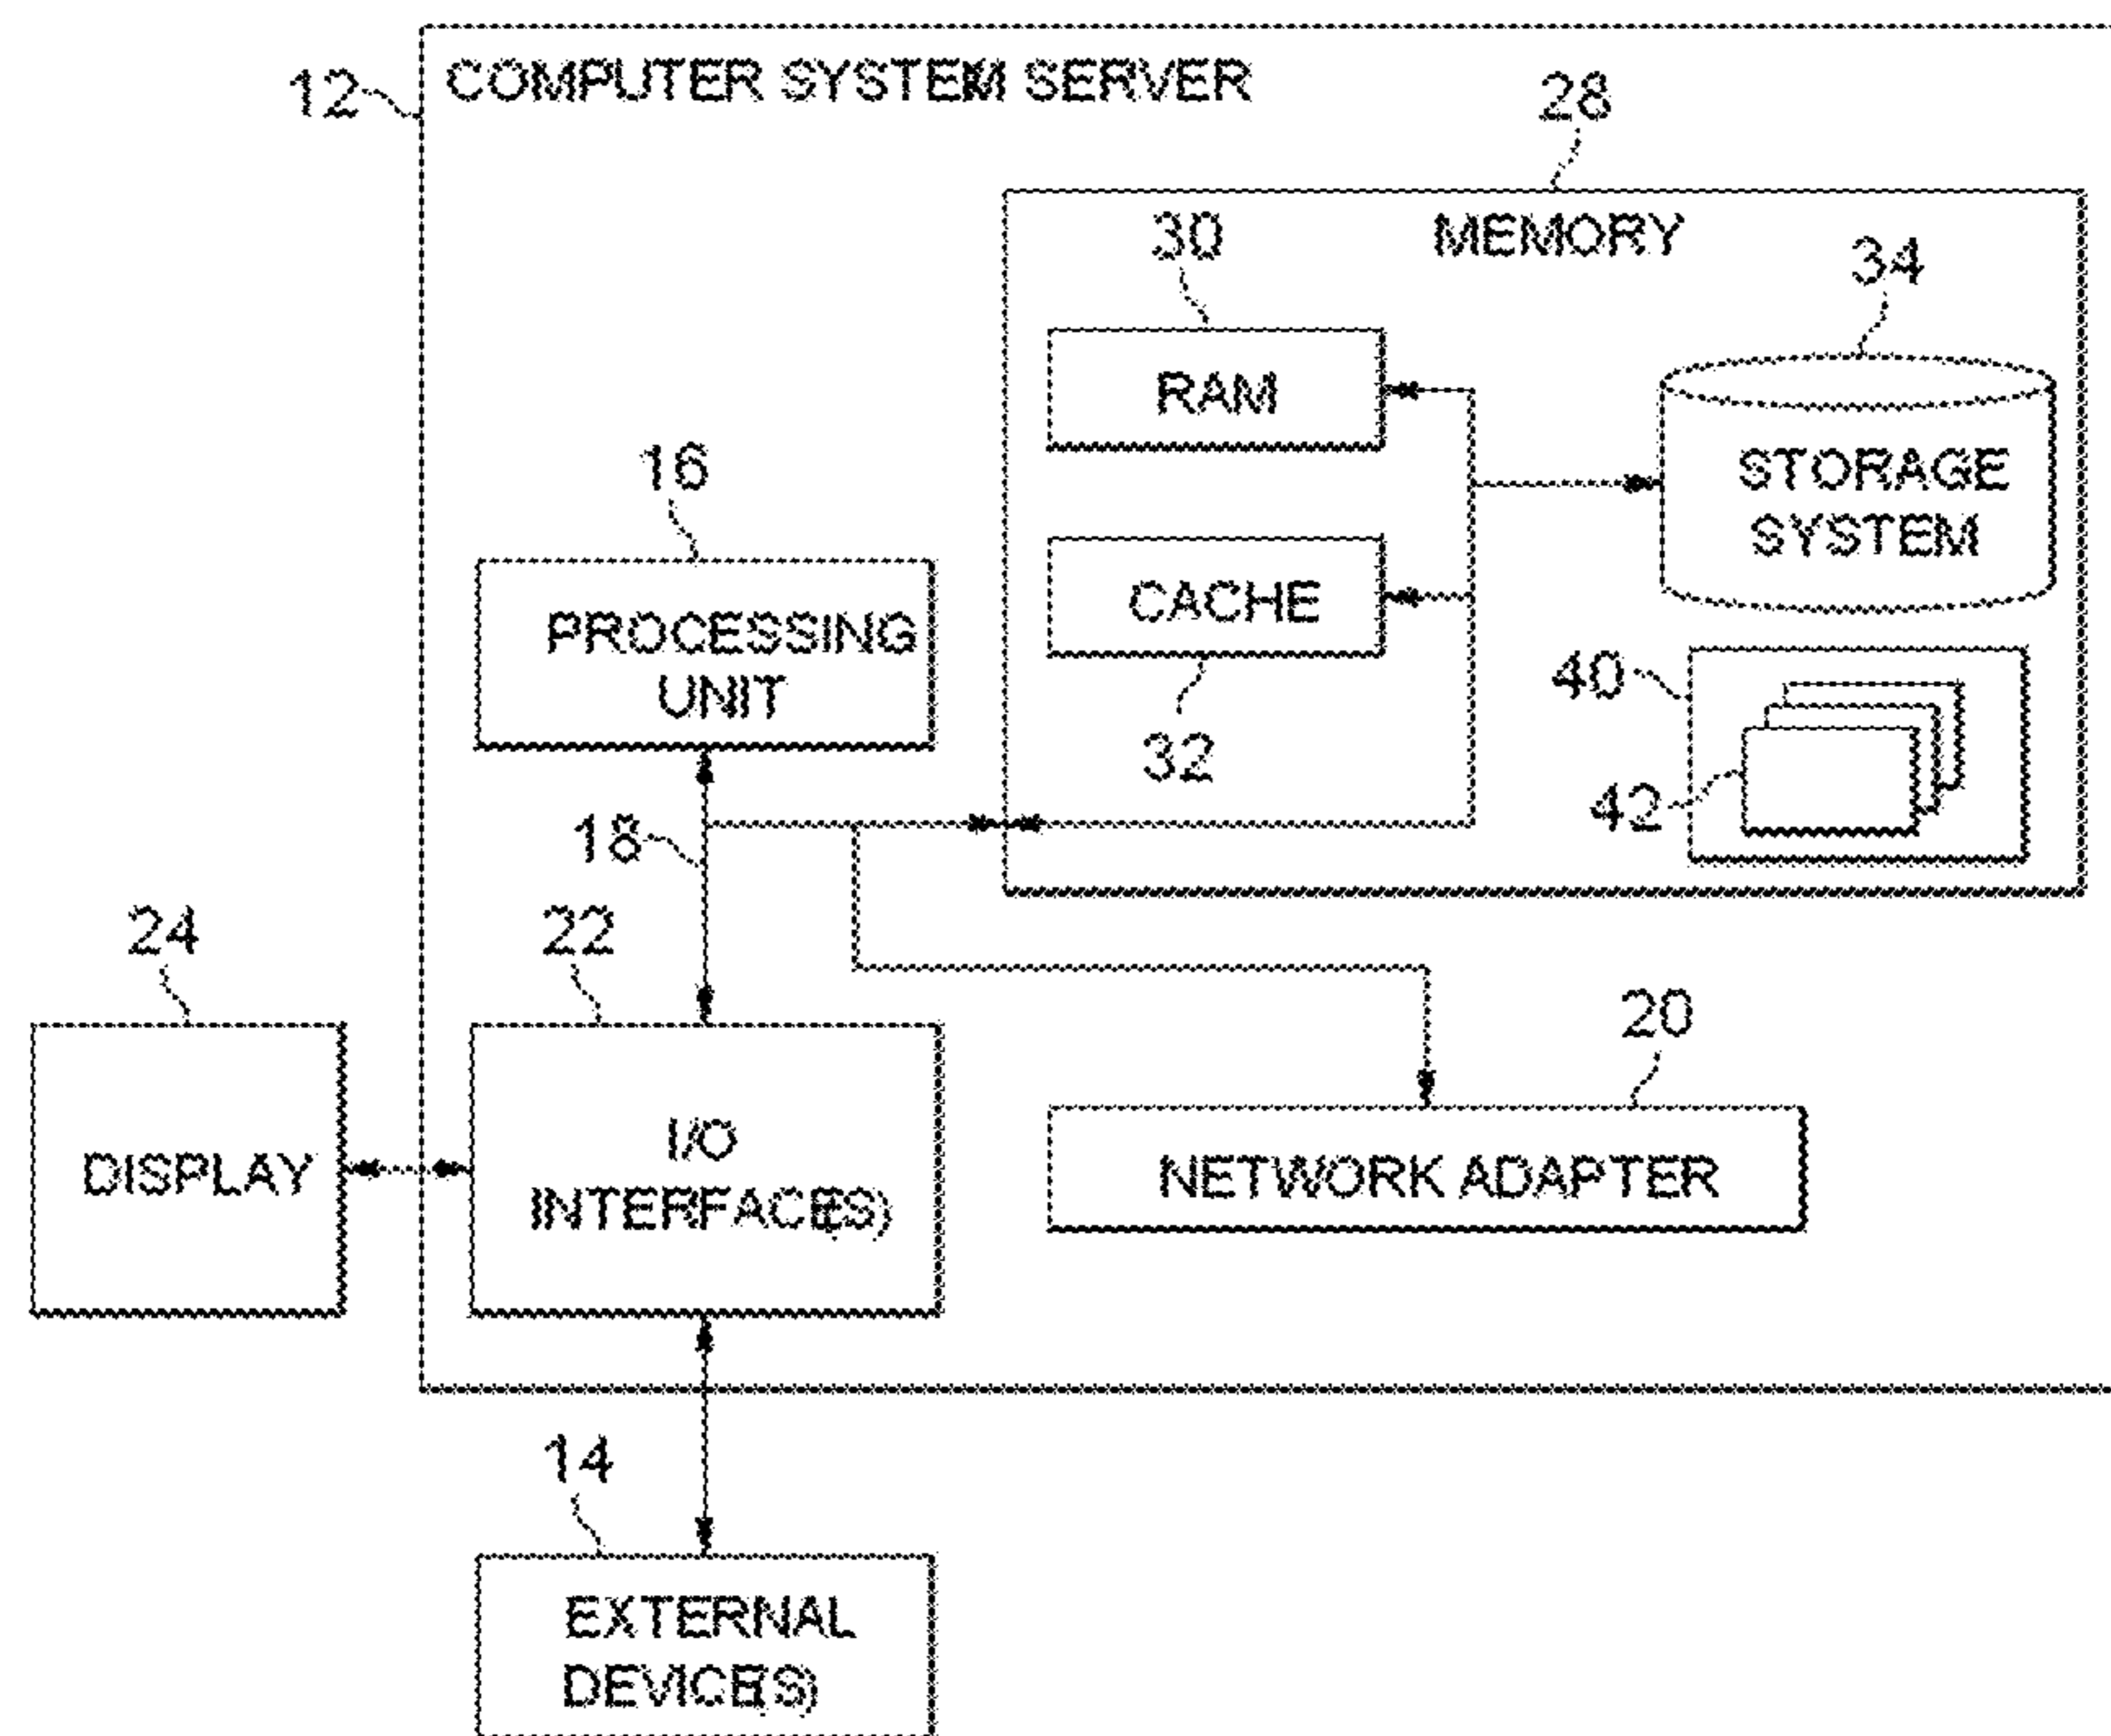 12
COMPUTER SYSTEM SERVER
28
MEMORY
30
34
RAM
STORAGE
SYSTEM
16
CACHE
PROCESSING
UNIT
40
32
42
18
24
22
20
DISPLAY
I/O
INTERFACE(S)
NETWORK ADAPTER
14
EXTERNAL
DEVICE(S)